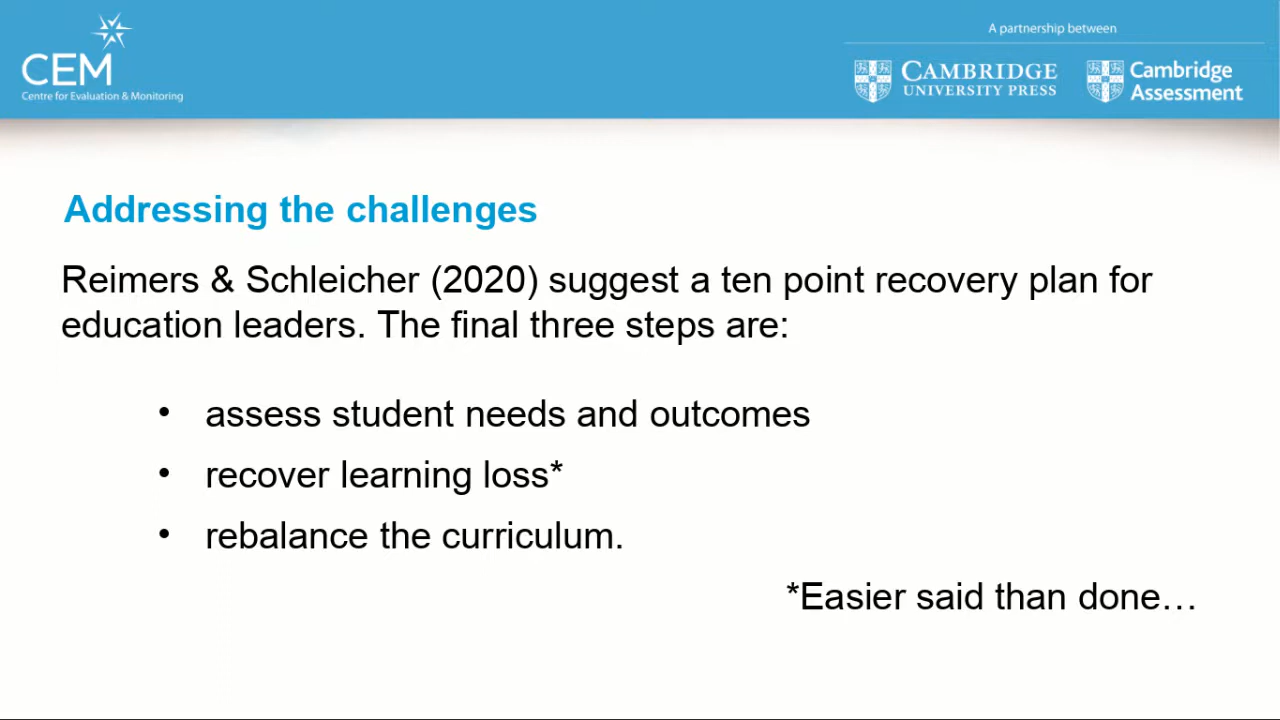 CEM
Centre for Evaluation & Monitoring
A partnership between
CAMBRIDGE
UNIVERSITY PRESS
Cambridge
Assessment
Addressing the challenges
Reimers & Schleicher (2020) suggest a ten point recovery plan for
education leaders. The final three steps are:
• assess student needs and outcomes
• recover learning loss*
• rebalance the curriculum.
*Easier said than done…